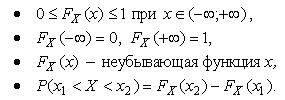 • 0 ≤ F_X(x) ≤ 1 при x ∈ (−∞;+∞),
• F_X(−∞) = 0, F_X(+∞) = 1,
• F_X(x) − неубывающая функция x,
• P(x₁ < X < x₂) = F_X(x₂) − F_X(x₁).